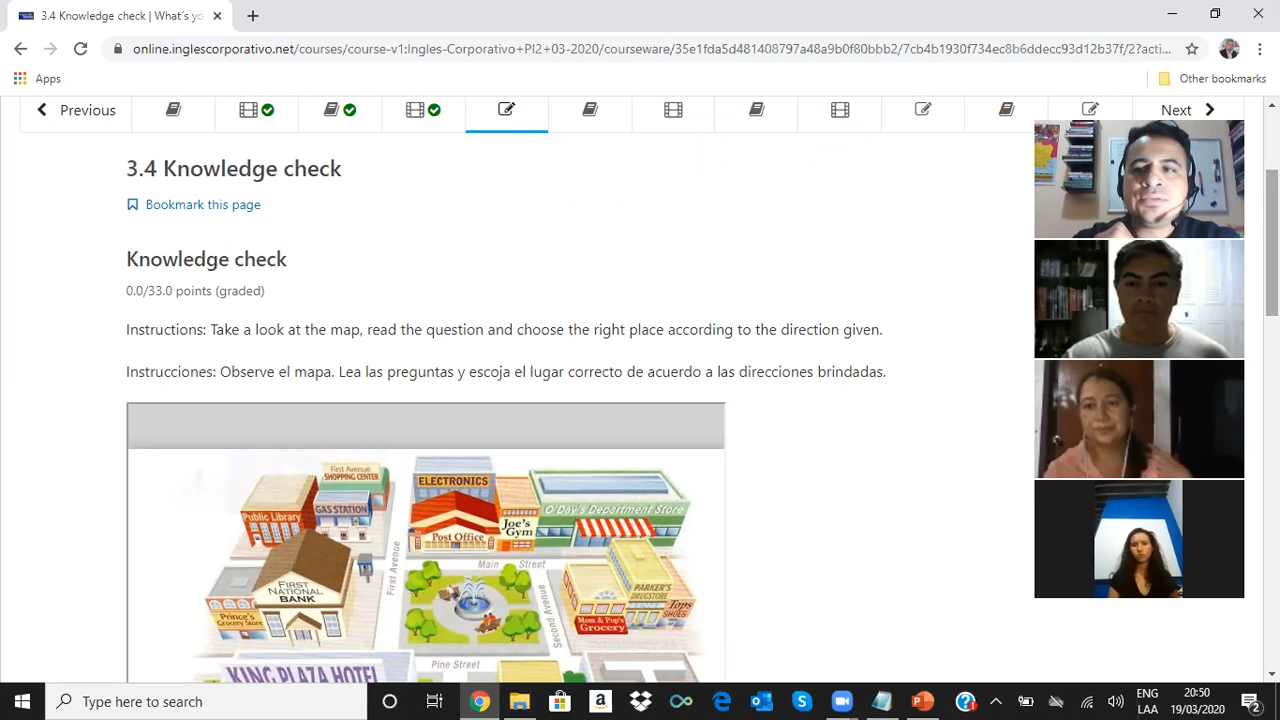 3.4 Knowledge check | What´s yo
online.inglescorporativo.net/courses/course-v1:Ingles-Corporativo+PI2+03-2020/courseware/35e1fda5d481408797a48a9b0f80bbb2/7cb4b1930f734ec8b6ddecc93d12b37f/2?acti...
Apps
Other bookmarks
Previous
Next
3.4 Knowledge check
Bookmark this page
Knowledge check
0.0/33.0 points (graded)
Instructions: Take a look at the map, read the question and choose the right place according to the direction given.
Instrucciones: Observe el mapa. Lea las preguntas y escoja el lugar correcto de acuerdo a las direcciones brindadas.
First Avenue
SHOPPING CENTER
ELECTRONICS
Public Library
GAS STATION
O'Day's Department Store
Joe's
Gym
Post Office
First Avenue
Main Street
FIRST
NATIONAL
BANK
Second Avenue
PARKER'S
DRUGSTORE
Prince's
Grocery Store
Mom & Pop's
Grocery
Tops
SHOES
Pine Street
KING PLAZA HOTEL
Type here to search
ENG
LAA
20:50
19/03/2020
2